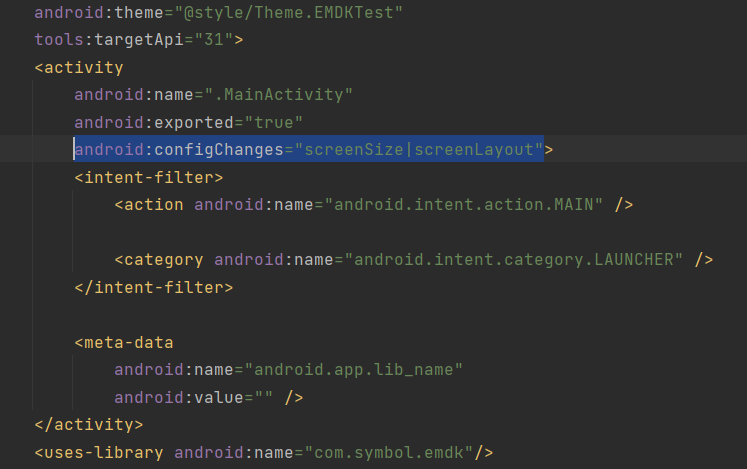 android:theme="@style/Theme.EMDKTest"
tools:targetApi="31">
<activity
android:name=".MainActivity"
android:exported="true"
android:configChanges="screenSize|screenLayout">
<intent-filter>
<action android:name="android.intent.action.MAIN" />
<category android:name="android.intent.category.LAUNCHER" />
</intent-filter>
<meta-data
android:name="android.app.lib_name"
android:value="" />
</activity>
<uses-library android:name="com.symbol.emdk"/>